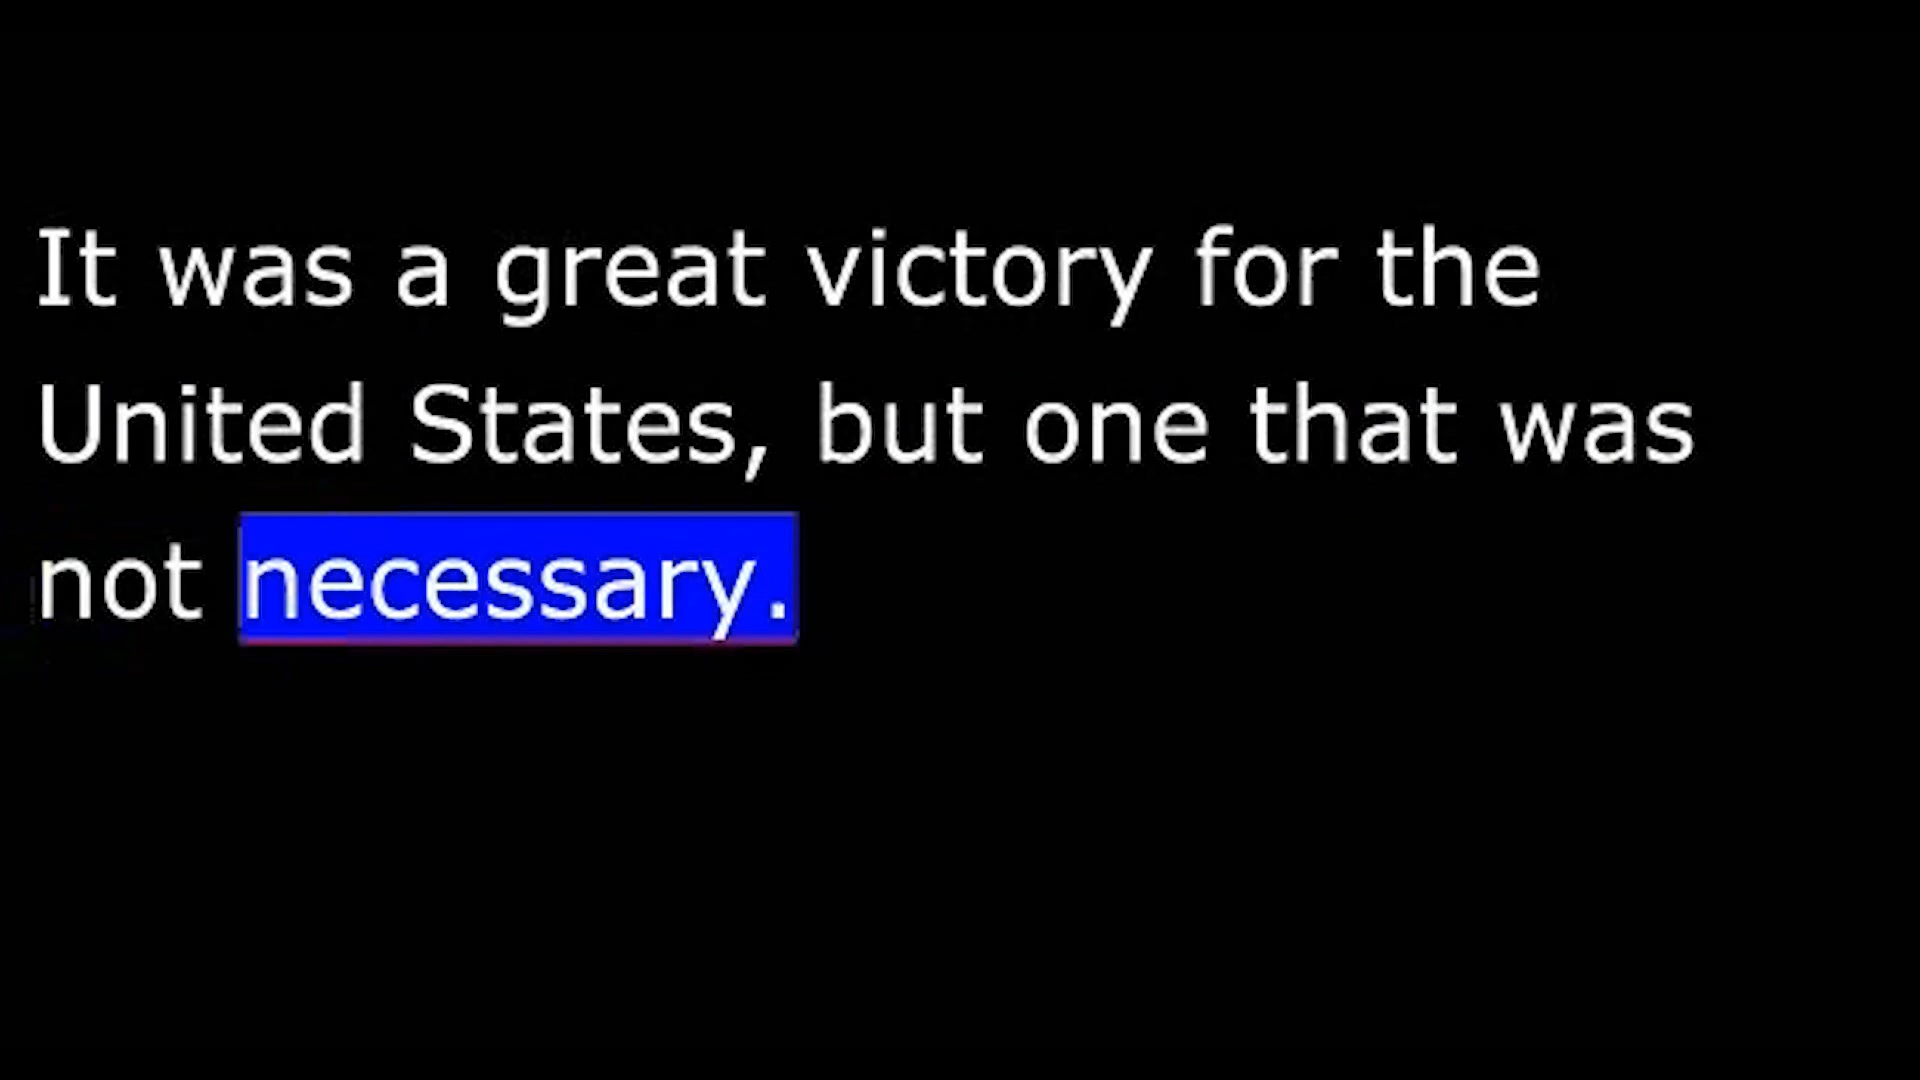 It was a great victory for the
United States, but one that was
not necessary.